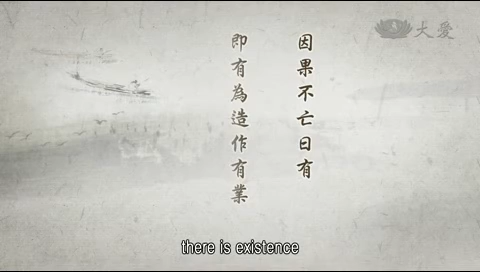 大愛
因果不亡曰有
即有為造作有業
there is existence